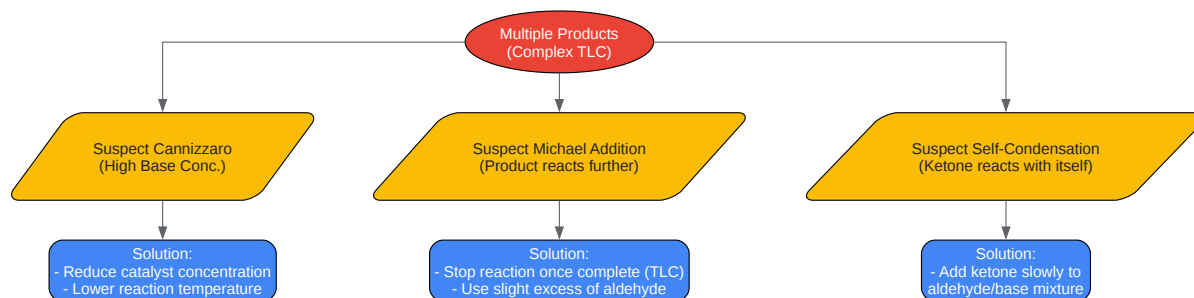 Multiple Products
(Complex TLC)
Suspect Cannizzaro
(High Base Conc.)
Suspect Michael Addition
(Product reacts further)
Suspect Self-Condensation
(Ketone reacts with itself)
Solution:
- Reduce catalyst concentration
- Lower reaction temperature
Solution:
- Stop reaction once complete (TLC)
- Use slight excess of aldehyde
Solution:
- Add ketone slowly to
aldehyde/base mixture